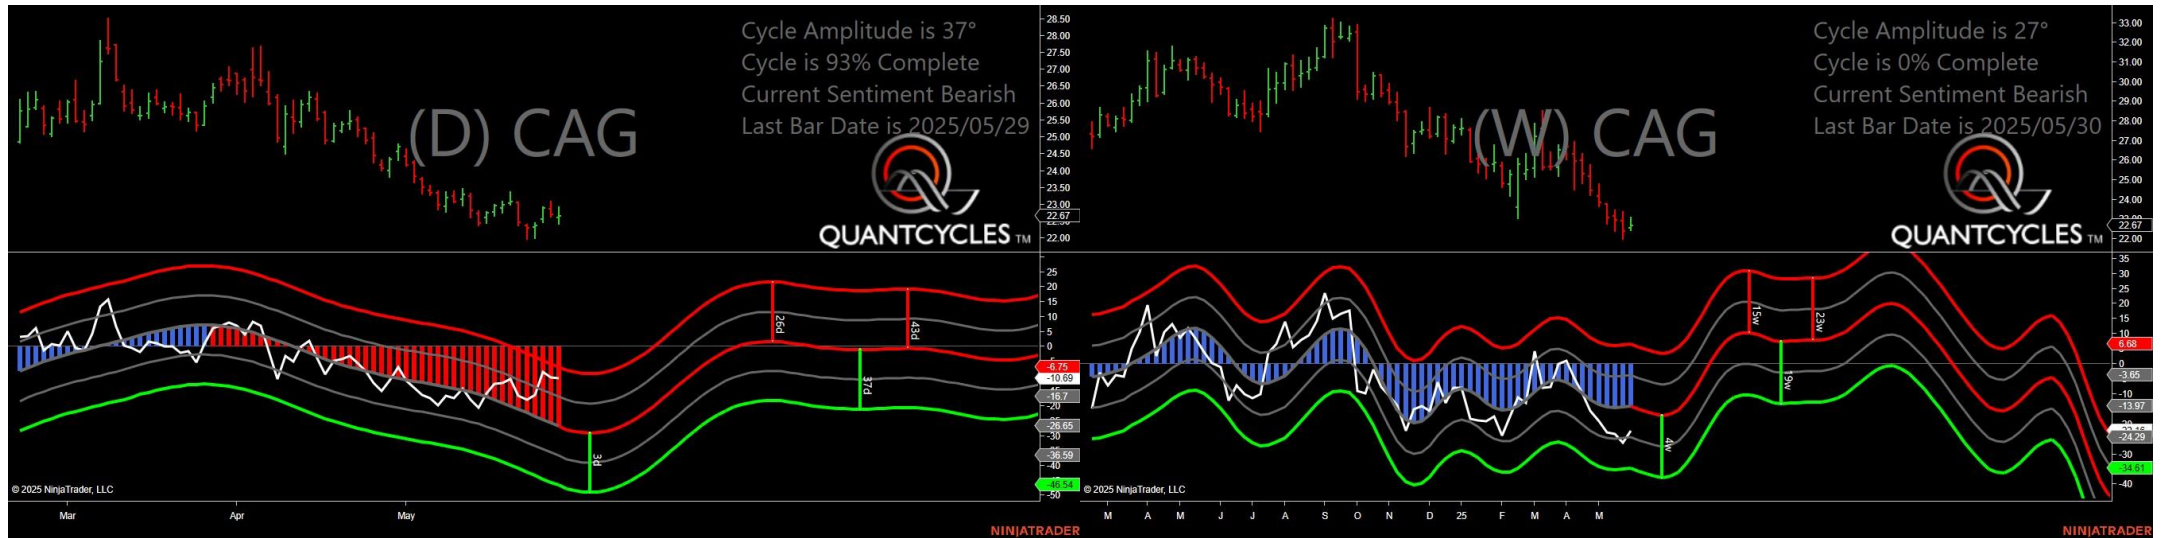 Cycle Amplitude is 37°
Cycle is 93% Complete
Current Sentiment Bearish
Last Bar Date is 2025/05/29
(D) CAG
QUANTCYCLES TM
28.50
28.00
27.50
27.00
26.50
26.00
25.50
25.00
24.50
24.00
23.50
23.00
22.67
22.00
25
20
15
10
5
0
-6.75
-10.69
-16.7
-20
-26.65
-30
-36.59
-40
-46.54
-50
26d
43d
37d
3d
© 2025 NinjaTrader, LLC
Mar
Apr
May
NINJATRADER
Cycle Amplitude is 27°
Cycle is 0% Complete
Current Sentiment Bearish
Last Bar Date is 2025/05/30
(W) CAG
QUANTCYCLES TM
33.00
32.00
31.00
30.00
29.00
28.00
27.00
26.00
25.00
24.00
22.67
22.00
35
30
25
20
15
10
6.68
0
-3.65
-10
-13.97
-24.29
-30
-34.61
-40
15w
23w
19w
4w
© 2025 NinjaTrader, LLC
M
A
M
J
J
A
S
O
N
D
25
F
M
A
M
NINJATRADER